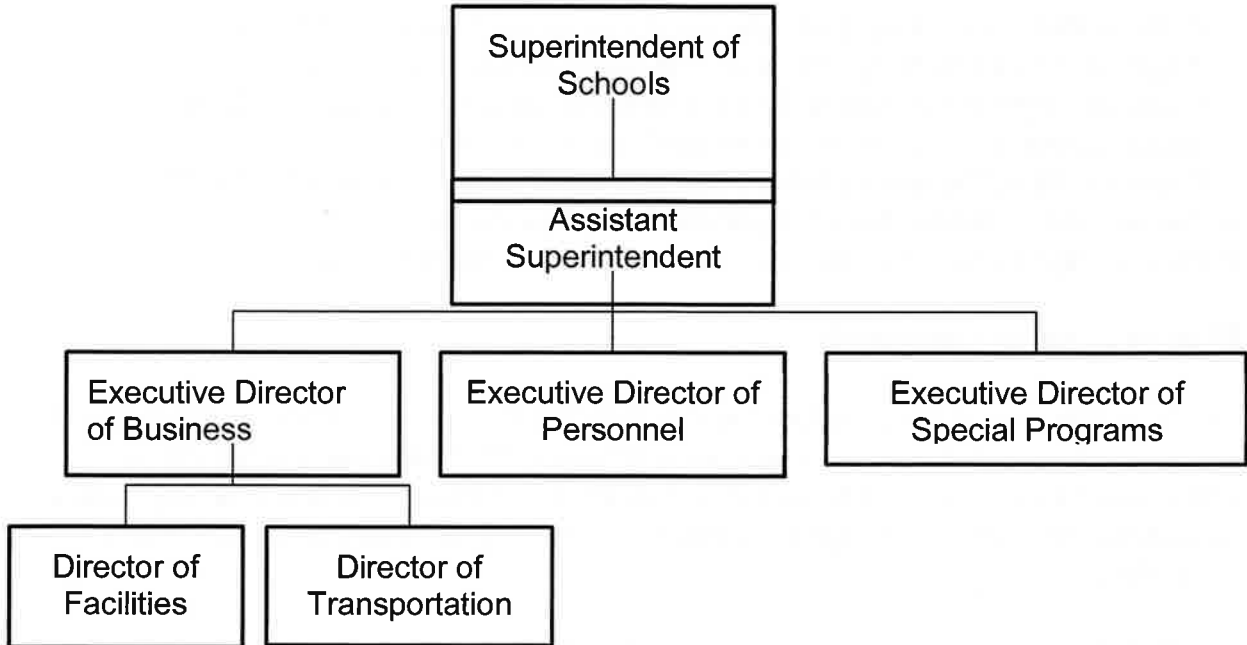 Superintendent of
Schools
Assistant
Superintendent
Executive Director
of Business
Executive Director of
Personnel
Executive Director of
Special Programs
Director of
Facilities
Director of
Transportation